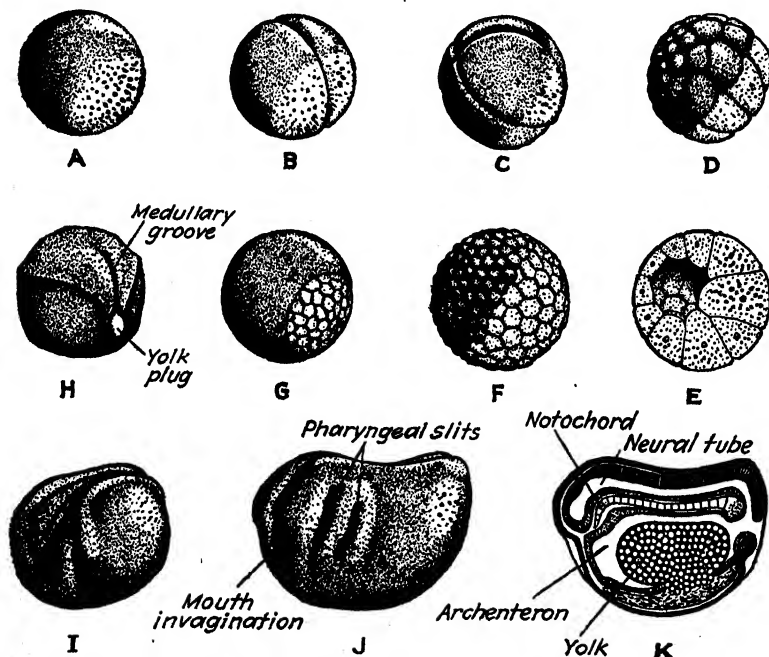 A
B
C
D
Medullary
groove
Yolk
plug
H
G
F
E
Pharyngeal slits
Notochord
Neural tube
Mouth
invagination
Archenteron
Yolk
I
J
K